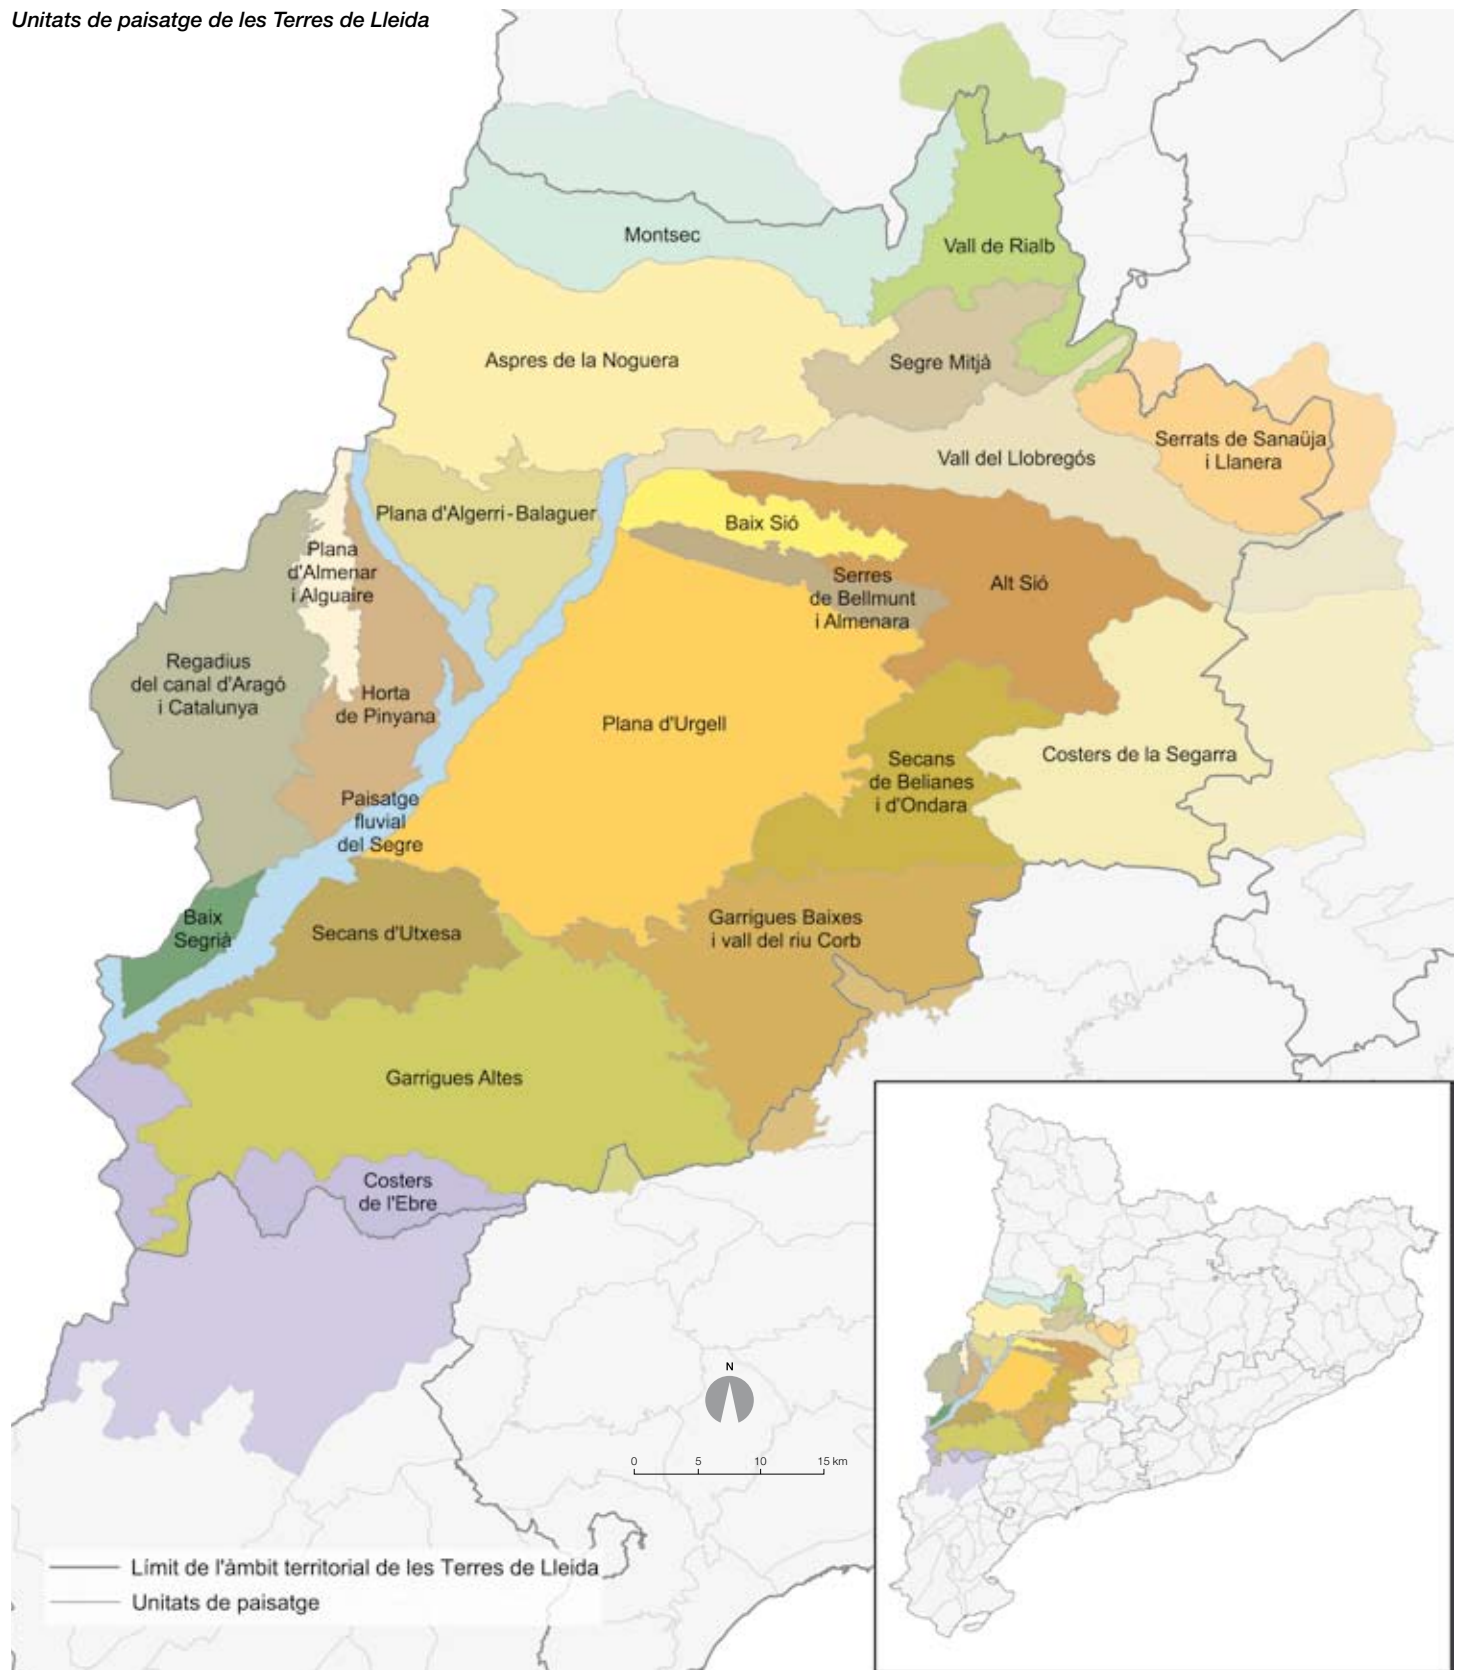 Unitats de paisatge de les Terres de Lleida
Montsec
Vall de Rialb
Aspres de la Noguera
Segre Mitjà
Serrats de Sanaüja
i Llanera
Vall del Llobregós
Plana d'Algerri-Balaguer
Baix Sió
Plana
d'Almenar
i Alguaire
Serres
de Bellmunt
i Almenara
Alt Sió
Regadius
del canal d'Aragó
i Catalunya
Horta
de Pinyana
Plana d'Urgell
Secans
de Belianes
i d'Ondara
Costers de la Segarra
Paisatge
fluvial
del Segre
Baix
Segrià
Secans d'Utxesa
Garrigues Baixes
i vall del riu Corb
Garrigues Altes
Costers
de l'Ebre
N
0 5 10 15 km
Límit de l'àmbit territorial de les Terres de Lleida
Unitats de paisatge